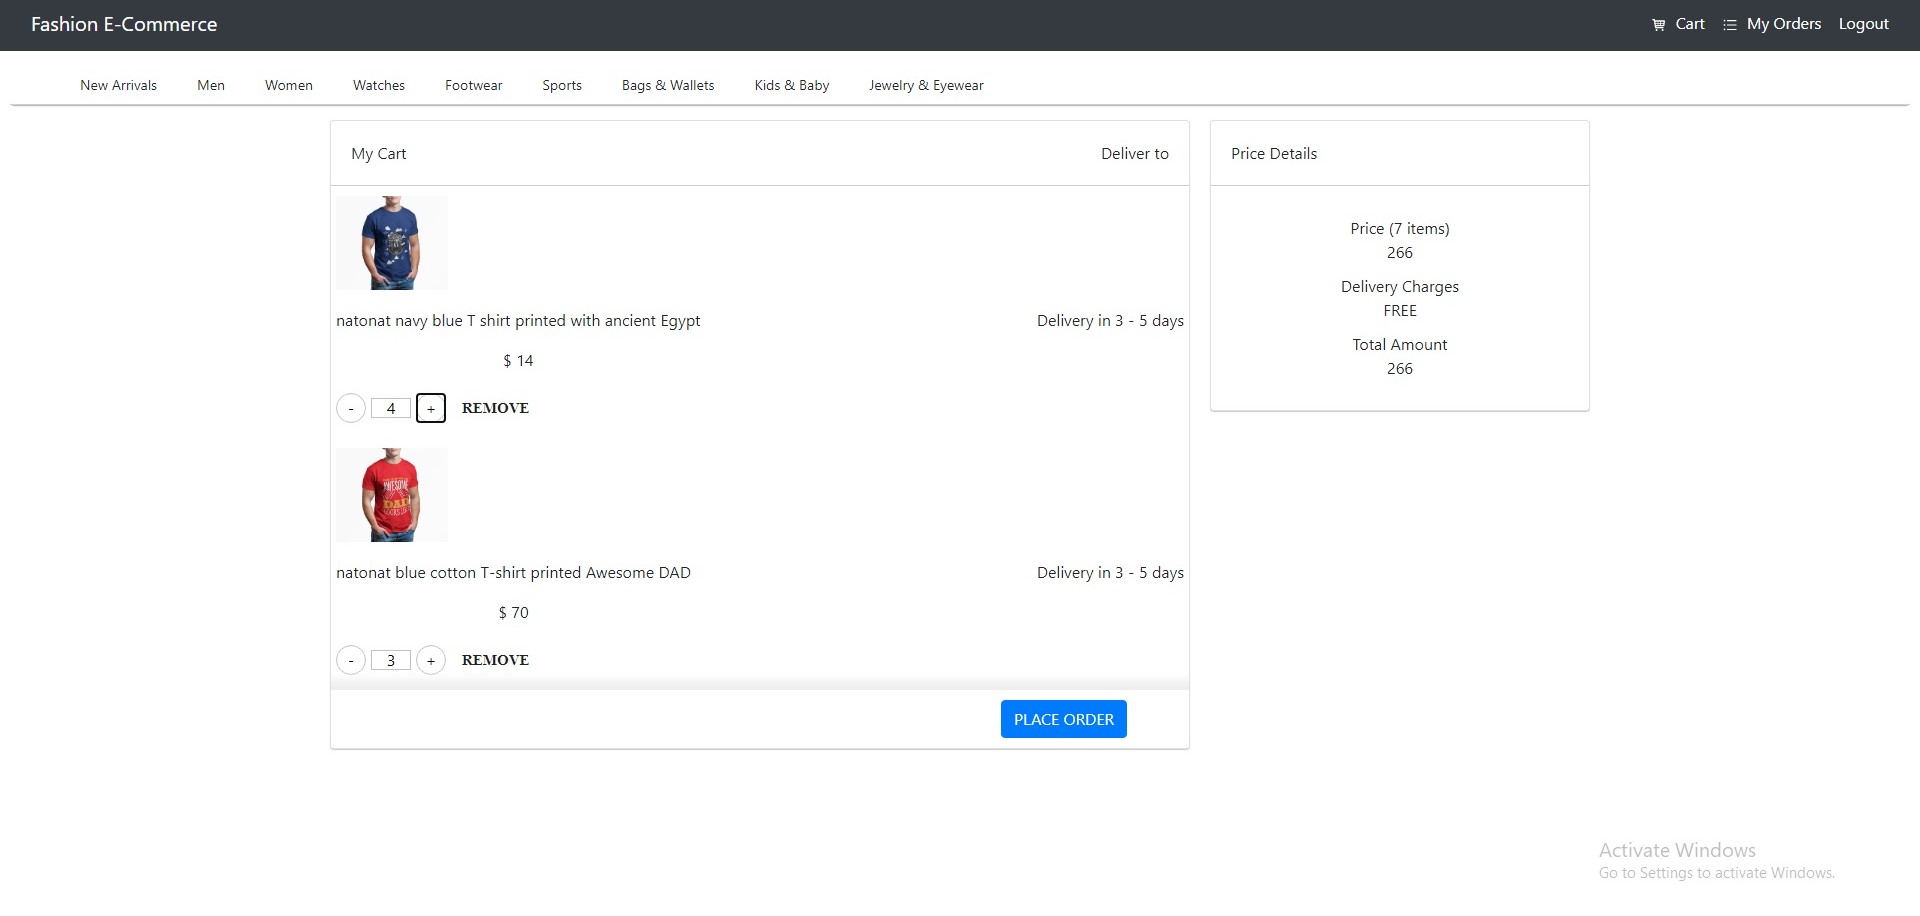 Fashion E-Commerce
Cart My Orders Logout
New Arrivals Men Women Watches Footwear Sports Bags & Wallets Kids & Baby Jewelry & Eyewear
My Cart Deliver to
natonat navy blue T shirt printed with ancient Egypt Delivery in 3 - 5 days
$ 14
- 4 + REMOVE
AWESOME
DAD
LOOKS LIKE
natonat blue cotton T-shirt printed Awesome DAD Delivery in 3 - 5 days
$ 70
- 3 + REMOVE
PLACE ORDER
Price Details
Price (7 items)
266
Delivery Charges
FREE
Total Amount
266
Activate Windows
Go to Settings to activate Windows.